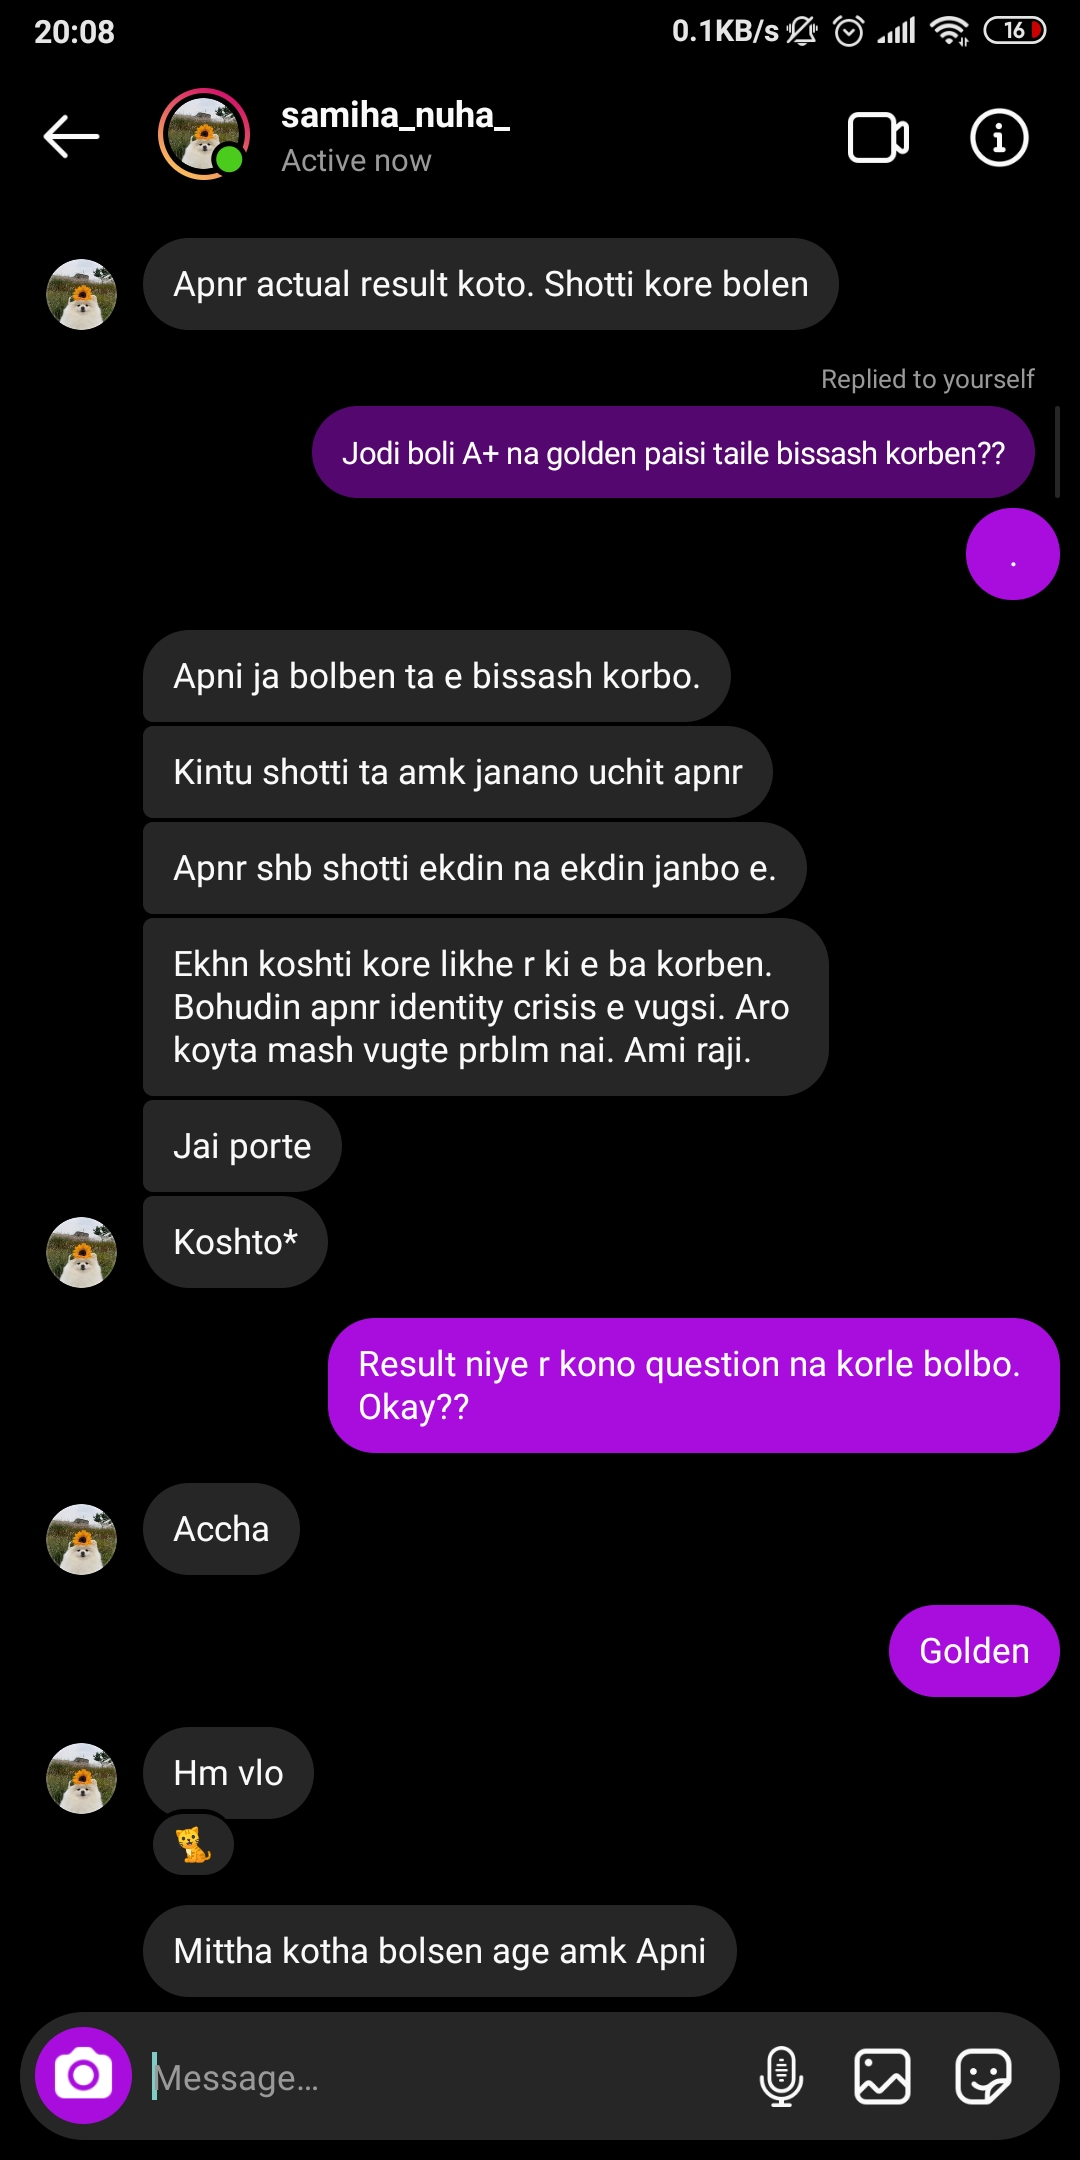 20:08
0.1KB/s
16
samiha_nuha_
Active now
Apnr actual result koto. Shotti kore bolen
Replied to yourself
Jodi boli A+ na golden paisi taile bissash korben??
.
Apni ja bolben ta e bissash korbo.
Kintu shotti ta amk janano uchit apnr
Apnr shb shotti ekdin na ekdin janbo e.
Ekhn koshti kore likhe r ki e ba korben.
Bohudin apnr identity crisis e vugsi. Aro
koyta mash vugte prblm nai. Ami raji.
Jai porte
Koshto*
Result niye r kono question na korle bolbo.
Okay??
Accha
Golden
Hm vlo
Mittha kotha bolsen age amk Apni
Message...